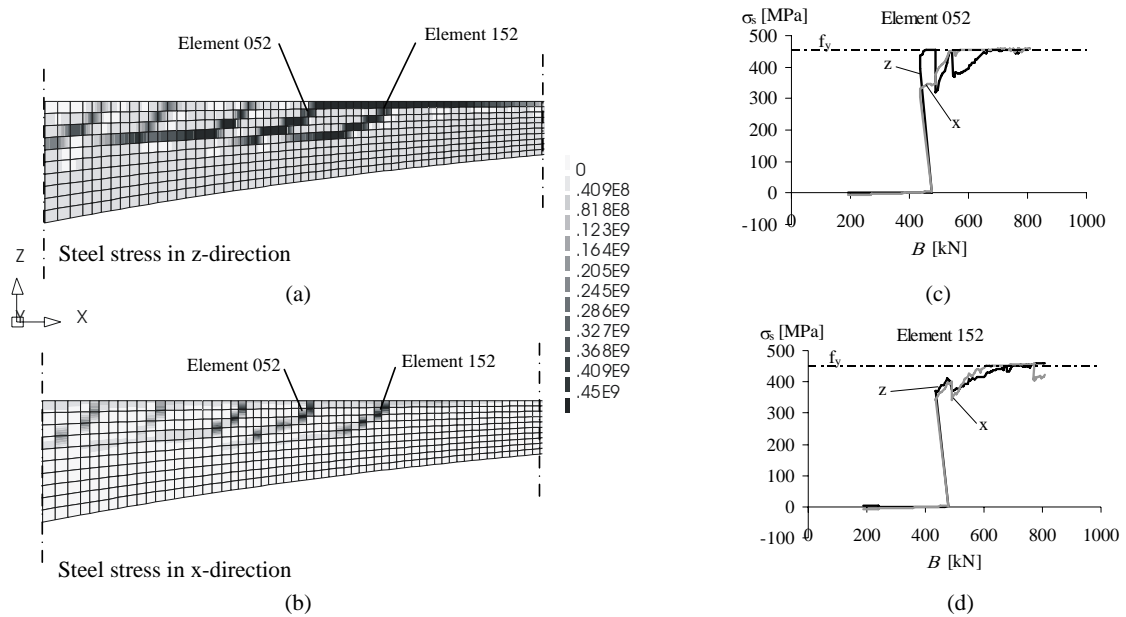 Element 052
Element 152
Steel stress in z-direction
(a)
Z
Y
X
0
.409E8
.818E8
.123E9
.164E9
.205E9
.245E9
.286E9
.327E9
.368E9
.409E9
.45E9
Element 052
Element 152
Steel stress in x-direction
(b)
σs [MPa]
Element 052
500
400
300
200
100
0
-100
fy
z
x
0
200
400
600
800
1000
B [kN]
(c)
σs [MPa]
Element 152
500
400
300
200
100
0
-100
fy
z
x
0
200
400
600
800
1000
B [kN]
(d)